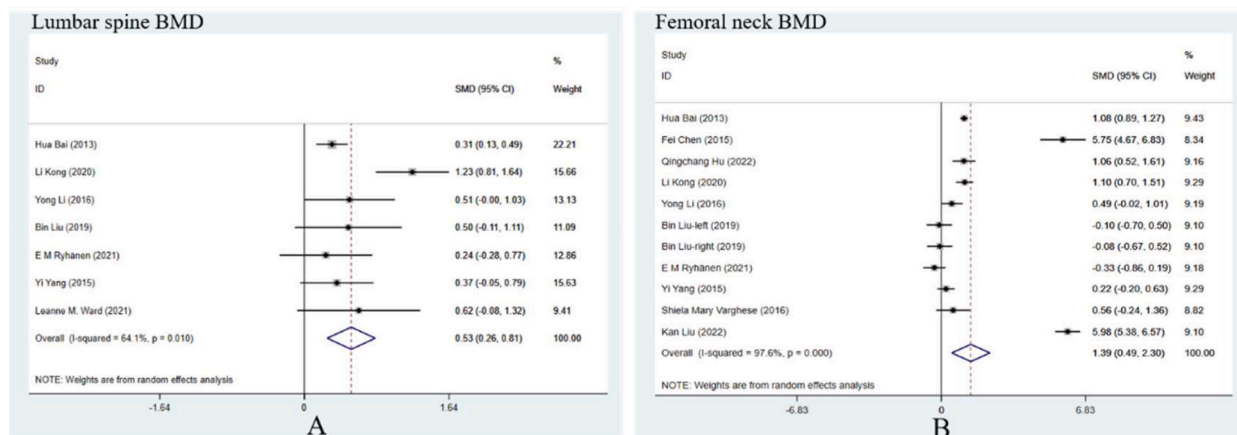 Lumbar spine BMD
Study %
ID SMD (95% CI) Weight
Hua Bai (2013) 0.31 (0.13, 0.49) 22.21
Li Kong (2020) 1.23 (0.81, 1.64) 15.66
Yong Li (2016) 0.51 (-0.00, 1.03) 13.13
Bin Liu (2019) 0.50 (-0.11, 1.11) 11.09
E M Ryhänen (2021) 0.24 (-0.28, 0.77) 12.86
Yi Yang (2015) 0.37 (-0.05, 0.79) 15.63
Leanne M. Ward (2021) 0.62 (-0.08, 1.32) 9.41
Overall (I-squared = 64.1%, p = 0.010) 0.53 (0.26, 0.81) 100.00
NOTE: Weights are from random effects analysis
-1.64 0 1.64
A
Femoral neck BMD
Study %
ID SMD (95% CI) Weight
Hua Bai (2013) 1.08 (0.89, 1.27) 9.43
Fei Chen (2015) 5.75 (4.67, 6.83) 8.34
Qingchang Hu (2022) 1.06 (0.52, 1.61) 9.16
Li Kong (2020) 1.10 (0.70, 1.51) 9.29
Yong Li (2016) 0.49 (-0.02, 1.01) 9.19
Bin Liu-left (2019) -0.10 (-0.70, 0.50) 9.10
Bin Liu-right (2019) -0.08 (-0.67, 0.52) 9.10
E M Ryhänen (2021) -0.33 (-0.86, 0.19) 9.18
Yi Yang (2015) 0.22 (-0.20, 0.63) 9.29
Shiela Mary Varghese (2016) 0.56 (-0.24, 1.36) 8.82
Kan Liu (2022) 5.98 (5.38, 6.57) 9.10
Overall (I-squared = 97.6%, p = 0.000) 1.39 (0.49, 2.30) 100.00
NOTE: Weights are from random effects analysis
-6.83 0 6.83
B